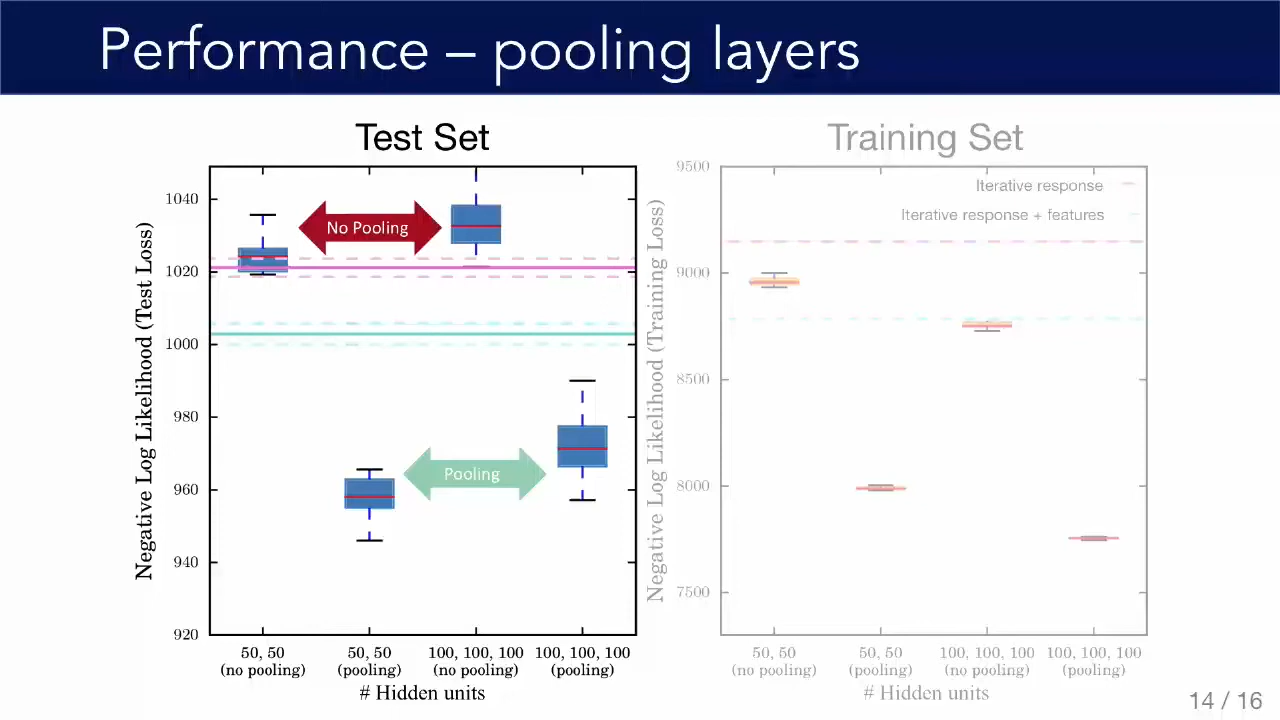 Performance – pooling layers
Test Set
Negative Log Likelihood (Test Loss)
1040
1020
1000
980
960
940
920
No Pooling
Pooling
50, 50
(no pooling)
50, 50
(pooling)
100, 100, 100
(no pooling)
100, 100, 100
(pooling)
# Hidden units
Training Set
Negative Log Likelihood (Training Loss)
9500
9000
8500
8000
7500
Iterative response
Iterative response + features
50, 50
(no pooling)
50, 50
(pooling)
100, 100, 100
(no pooling)
100, 100, 100
(pooling)
# Hidden units
14 / 16